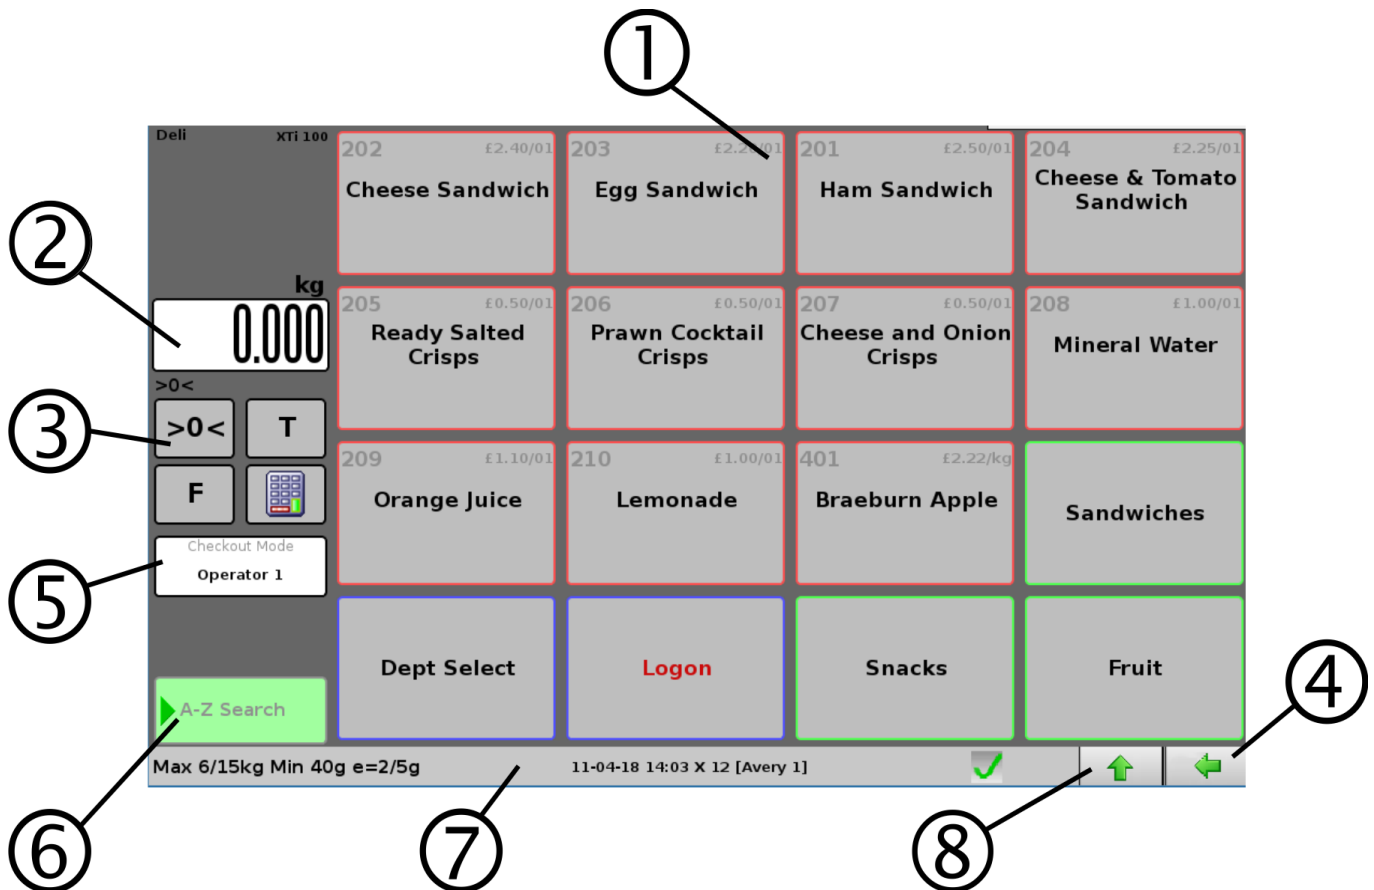 ①
Deli XTi 100
202 £2.40/01
Cheese Sandwich
203 £2.20/01
Egg Sandwich
201 £2.50/01
Ham Sandwich
204 £2.25/01
Cheese & Tomato
Sandwich
②
kg
0.000
>0<
205 £0.50/01
Ready Salted
Crisps
206 £0.50/01
Prawn Cocktail
Crisps
207 £0.50/01
Cheese and Onion
Crisps
208 £1.00/01
Mineral Water
③
>0< T
F
209 £1.10/01
Orange Juice
210 £1.00/01
Lemonade
401 £2.22/kg
Braeburn Apple
Sandwiches
⑤
Checkout Mode
Operator 1
Dept Select
Logon
Snacks
Fruit
④
A-Z Search
Max 6/15kg Min 40g e=2/5g
11-04-18 14:03 X 12 [Avery 1]
⑥
⑦
⑧